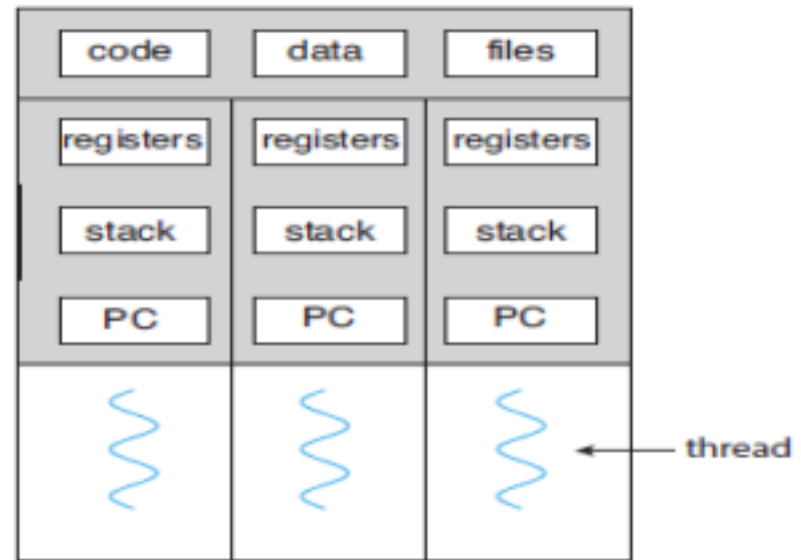 code data files
registers registers registers
stack stack stack
PC PC PC
thread